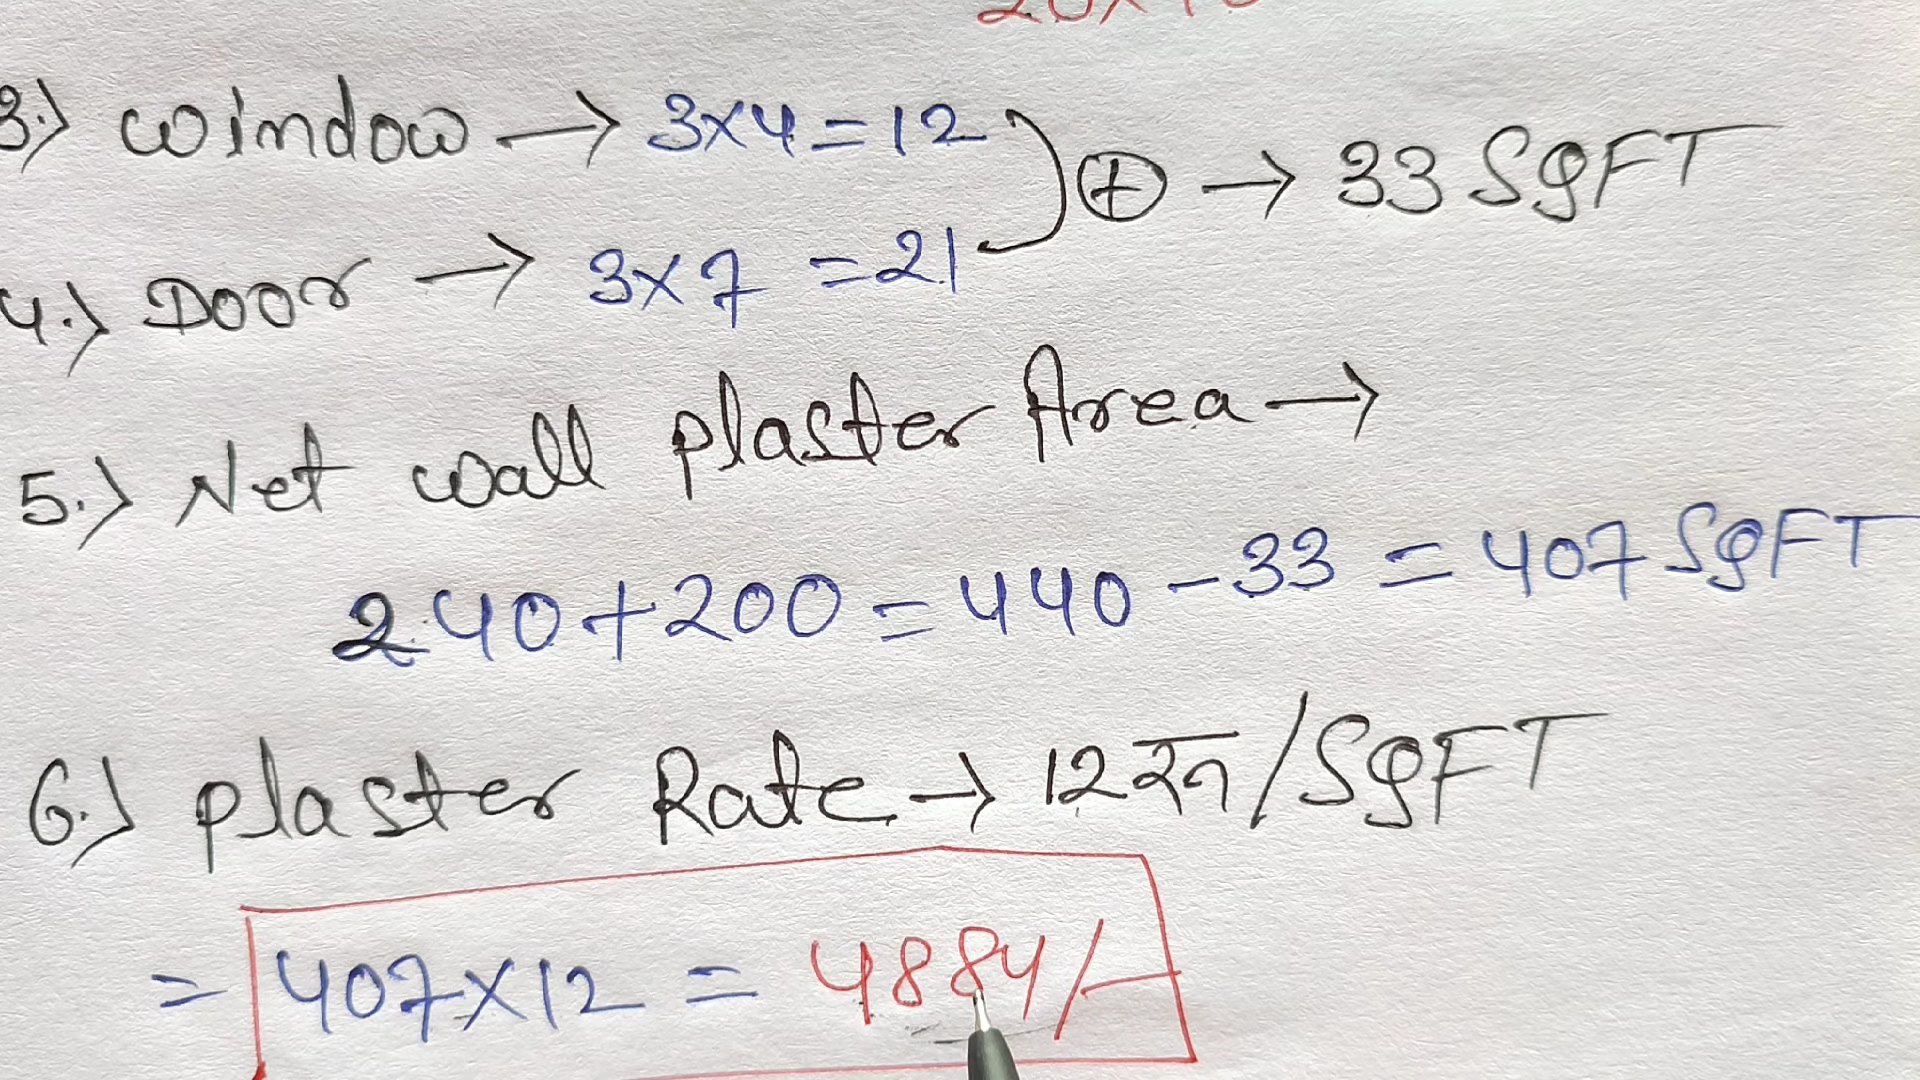 3.) Window → 3x4=12
⊕ → 33 SQFT
4.) Door → 3x7 =21
5.) Net wall plaster Area →
240+200=440-33=407 SQFT
6.) plaster Rate → 12रु/SQFT
= 407x12 = 4884/-